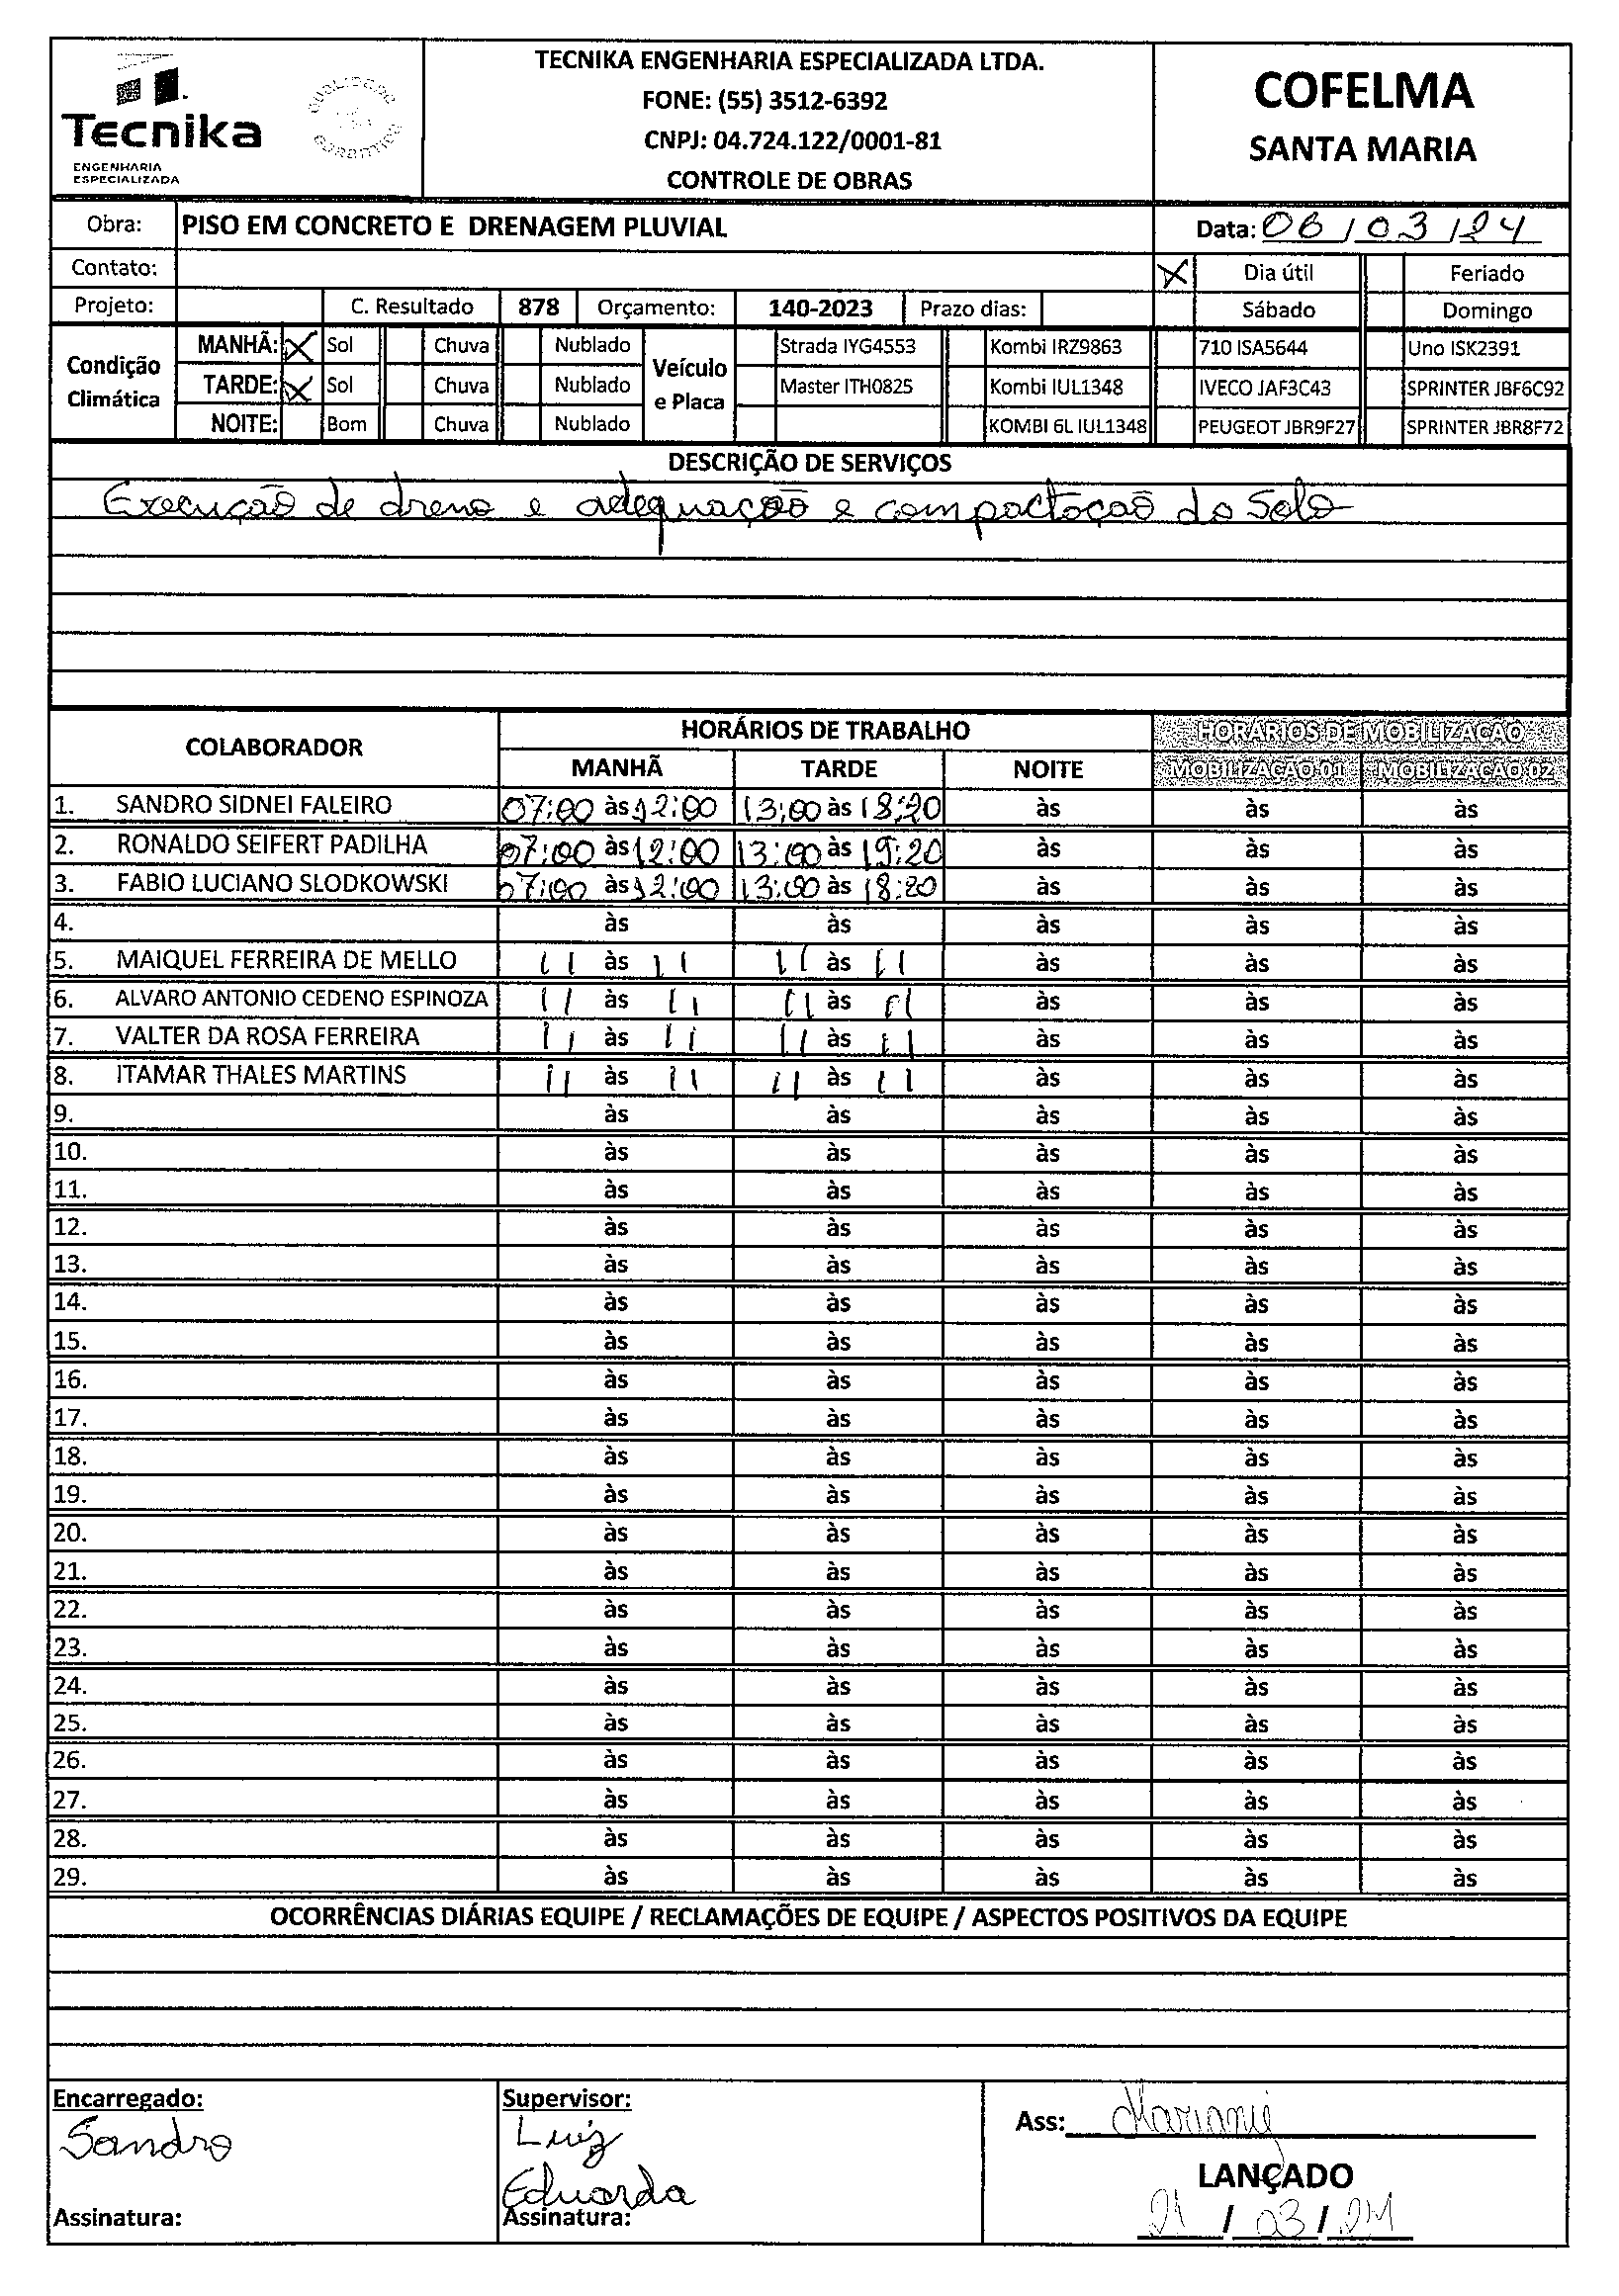 Tecnika
ENGENHARIA
ESPECIALIZADA
TECNIKA ENGENHARIA ESPECIALIZADA LTDA.
FONE: (55) 3512-6392
CNPJ: 04.724.122/0001-81
CONTROLE DE OBRAS
COFELMA
SANTA MARIA
Obra: PISO EM CONCRETO E DRENAGEM PLUVIAL Data: 06/03/24
Contato: X Dia útil Feriado
Projeto: C. Resultado 878 Orçamento: 140-2023 Prazo dias: Sábado Domingo
Condição Climática
MANHÃ: X Sol Chuva Nublado
TARDE: X Sol Chuva Nublado
NOITE: Bom Chuva Nublado
Veículo e Placa
Strada IYG4553 Kombi IRZ9863 710 ISA5644 Uno ISK2391
Master ITH0825 Kombi IUL1348 IVECO JAF3C43 SPRINTER JBF6C92
KOMBI 6L IUL1348 PEUGEOT JBR9F27 SPRINTER JBR8F72
DESCRIÇÃO DE SERVIÇOS
Execução de dreno e adequação e compactação do Solo
COLABORADOR HORÁRIOS DE TRABALHO HORÁRIOS DE MOBILIZAÇÃO
MANHÃ TARDE NOITE MOBILIZAÇÃO 01 MOBILIZAÇÃO 02
1. SANDRO SIDNEI FALEIRO 07:00 às 12:00 13:00 às 18:20 às às às
2. RONALDO SEIFERT PADILHA 07:00 às 12:00 13:00 às 19:20 às às às
3. FABIO LUCIANO SLODKOWSKI 07:00 às 12:00 13:00 às 18:20 às às às
4. às às às às às
5. MAIQUEL FERREIRA DE MELLO 11 às 11 11 às 11 às às às
6. ALVARO ANTONIO CEDENO ESPINOZA 11 às 11 11 às 11 às às às
7. VALTER DA ROSA FERREIRA 11 às 11 11 às 11 às às às
8. ITAMAR THALES MARTINS 11 às 11 11 às 11 às às às
9. às às às às às
10. às às às às às
11. às às às às às
12. às às às às às
13. às às às às às
14. às às às às às
15. às às às às às
16. às às às às às
17. às às às às às
18. às às às às às
19. às às às às às
20. às às às às às
21. às às às às às
22. às às às às às
23. às às às às às
24. às às às às às
25. às às às às às
26. às às às às às
27. às às às às às
28. às às às às às
29. às às às às às
OCORRÊNCIAS DIÁRIAS EQUIPE / RECLAMAÇÕES DE EQUIPE / ASPECTOS POSITIVOS DA EQUIPE
Encarregado:
Sandro
Assinatura:
Supervisor:
Luiz
Eduarda
Assinatura:
Ass:
LANÇADO
21/03/24